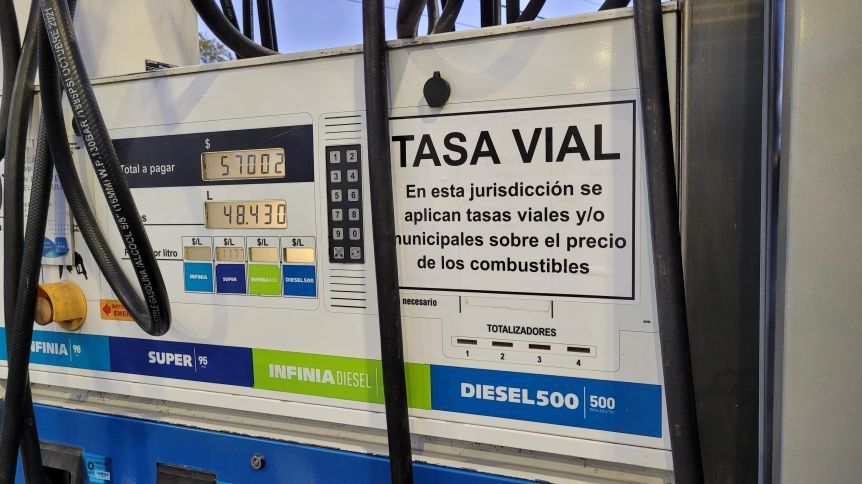 $
Total a pagar
57002
L
48.430
por litro
$/L $/L $/L $/L
INFINIA SUPER INFINIA DIESEL500
1 2
3 4
5 6
7 8
9 0
TASA VIAL
En esta jurisdicción se
aplican tasas viales y/o
municipales sobre el precio
de los combustibles
necesario
TOTALIZADORES
1 2 3 4
INFINIA 98
SUPER 95
INFINIA DIESEL
DIESEL500 500